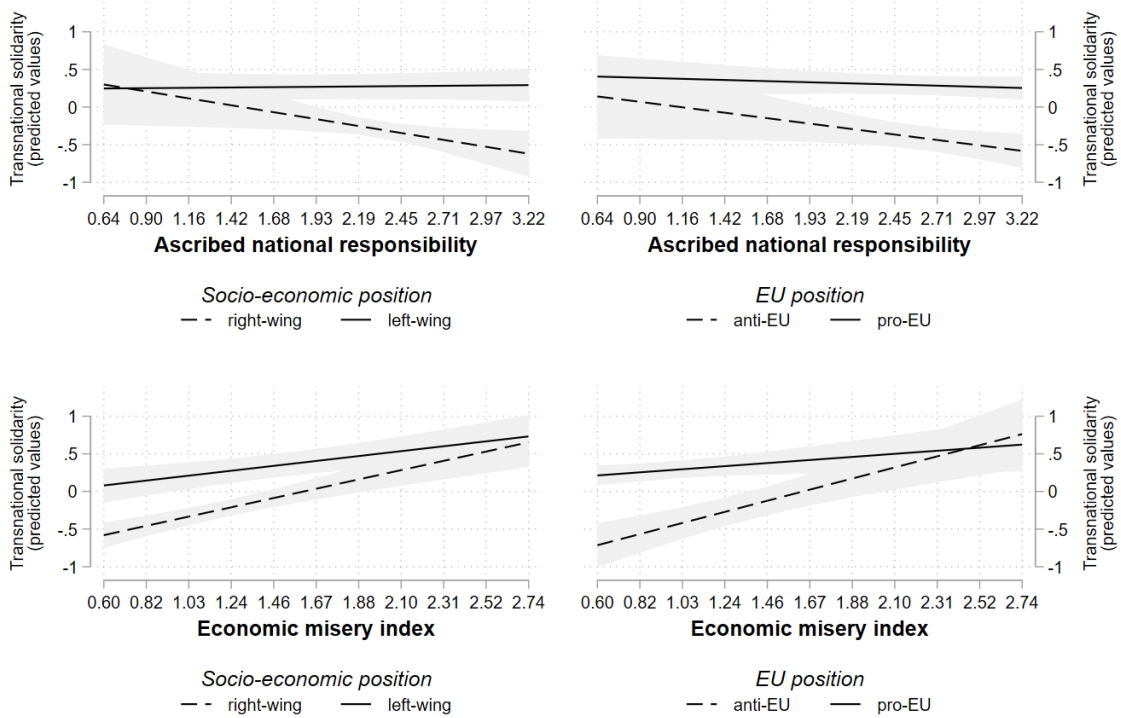 Transnational solidarity
(predicted values)
1
.5
0
-.5
-1
0.64 0.90 1.16 1.42 1.68 1.93 2.19 2.45 2.71 2.97 3.22
Ascribed national responsibility
Socio-economic position
right-wing left-wing
1
.5
0
-.5
-1
Transnational solidarity
(predicted values)
0.64 0.90 1.16 1.42 1.68 1.93 2.19 2.45 2.71 2.97 3.22
Ascribed national responsibility
EU position
anti-EU pro-EU
Transnational solidarity
(predicted values)
1
.5
0
-.5
-1
0.60 0.82 1.03 1.24 1.46 1.67 1.88 2.10 2.31 2.52 2.74
Economic misery index
Socio-economic position
right-wing left-wing
1
.5
0
-.5
-1
Transnational solidarity
(predicted values)
0.60 0.82 1.03 1.24 1.46 1.67 1.88 2.10 2.31 2.52 2.74
Economic misery index
EU position
anti-EU pro-EU